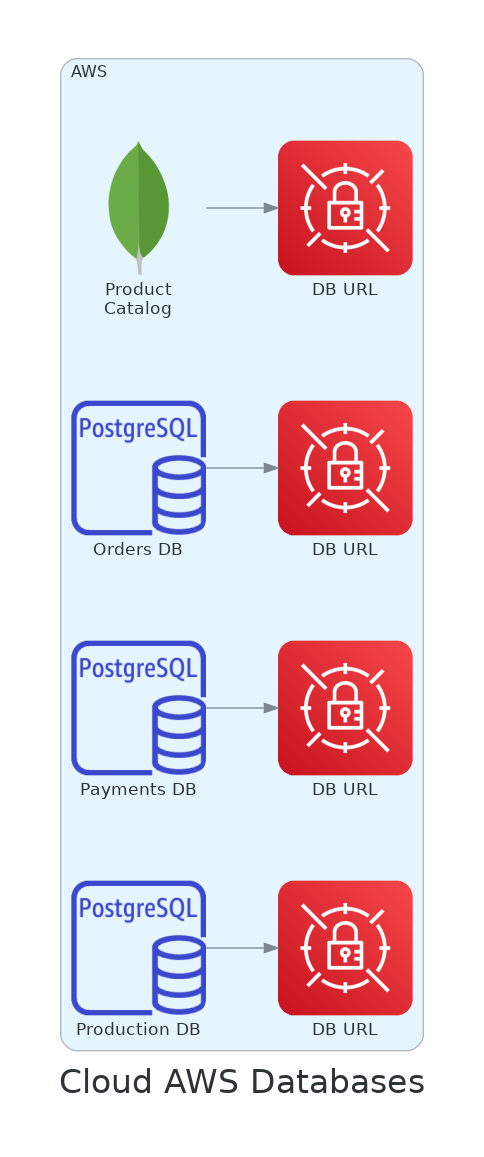 AWS
Product
Catalog
DB URL
PostgreSQL
Orders DB
DB URL
PostgreSQL
Payments DB
DB URL
PostgreSQL
Production DB
DB URL
Cloud AWS Databases